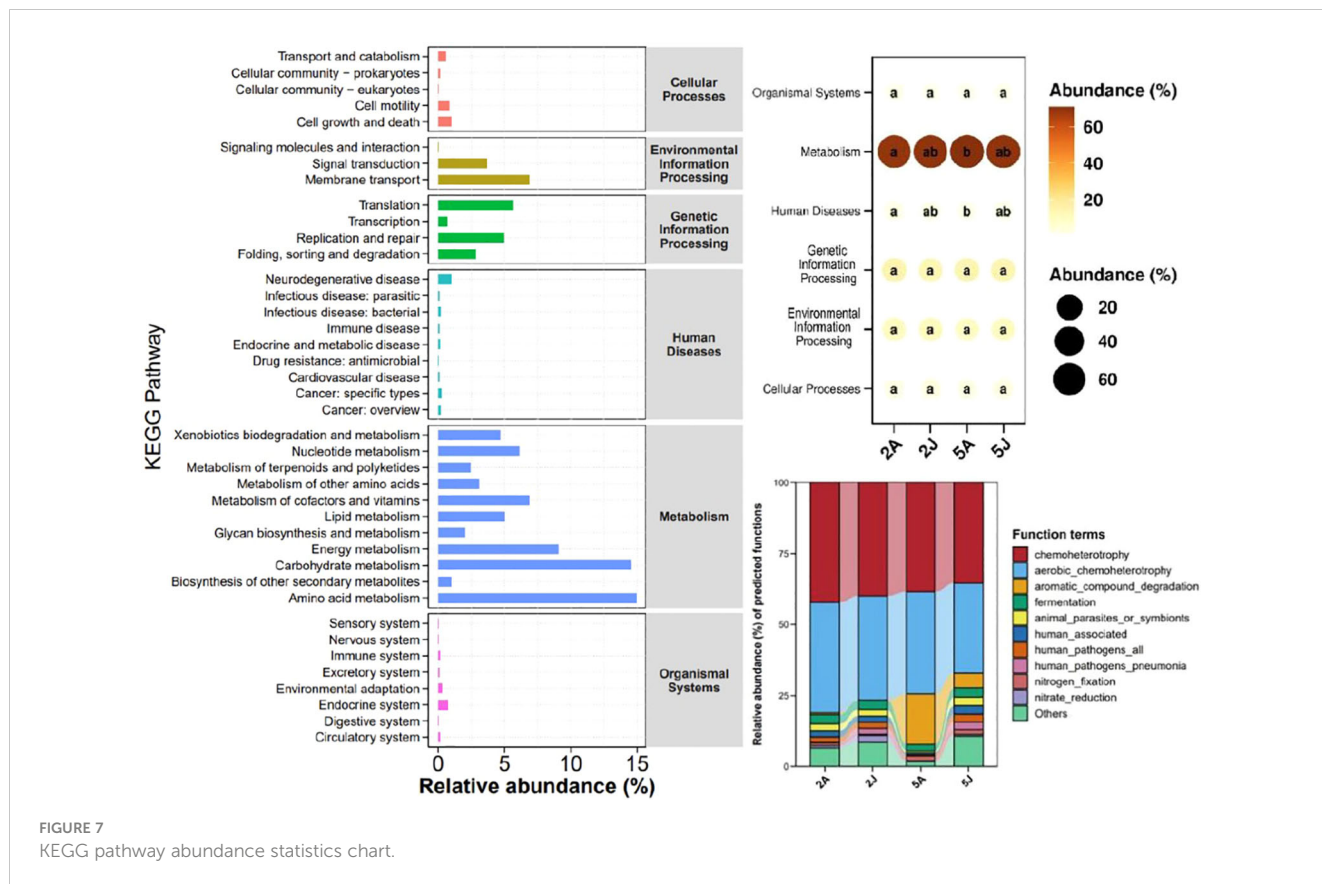 Transport and catabolism
Cellular community – prokaryotes
Cellular community – eukaryotes
Cell motility
Cell growth and death
Cellular
Processes
Signaling molecules and interaction
Signal transduction
Membrane transport
Environmental
Information
Processing
Translation
Transcription
Replication and repair
Folding, sorting and degradation
Genetic
Information
Processing
Neurodegenerative disease
Infectious disease: parasitic
Infectious disease: bacterial
Immune disease
Endocrine and metabolic disease
Drug resistance: antimicrobial
Cardiovascular disease
Cancer: specific types
Cancer: overview
Human
Diseases
Xenobiotics biodegradation and metabolism
Nucleotide metabolism
Metabolism of terpenoids and polyketides
Metabolism of other amino acids
Metabolism of cofactors and vitamins
Lipid metabolism
Glycan biosynthesis and metabolism
Energy metabolism
Carbohydrate metabolism
Biosynthesis of other secondary metabolites
Amino acid metabolism
Metabolism
Sensory system
Nervous system
Immune system
Excretory system
Environmental adaptation
Endocrine system
Digestive system
Circulatory system
Organismal
Systems
KEGG Pathway
0 5 10 15
Relative abundance (%)
Organismal Systems a a a a
Metabolism a ab b ab
Human Diseases a ab b ab
Genetic
Information
Processing
a a a a
Environmental
Information
Processing
a a a a
Cellular Processes a a a a
2A 2J 5A 5J
Abundance (%)
60
40
20
Abundance (%)
20
40
60
Relative abundance (%) of predicted functions
100
75
50
25
0
2A 2J 5A 5J
Function terms
chemoheterotrophy
aerobic_chemoheterotrophy
aromatic_compound_degradation
fermentation
animal_parasites_or_symbionts
human_associated
human_pathogens_all
human_pathogens_pneumonia
nitrogen_fixation
nitrate_reduction
Others
FIGURE 7
KEGG pathway abundance statistics chart.